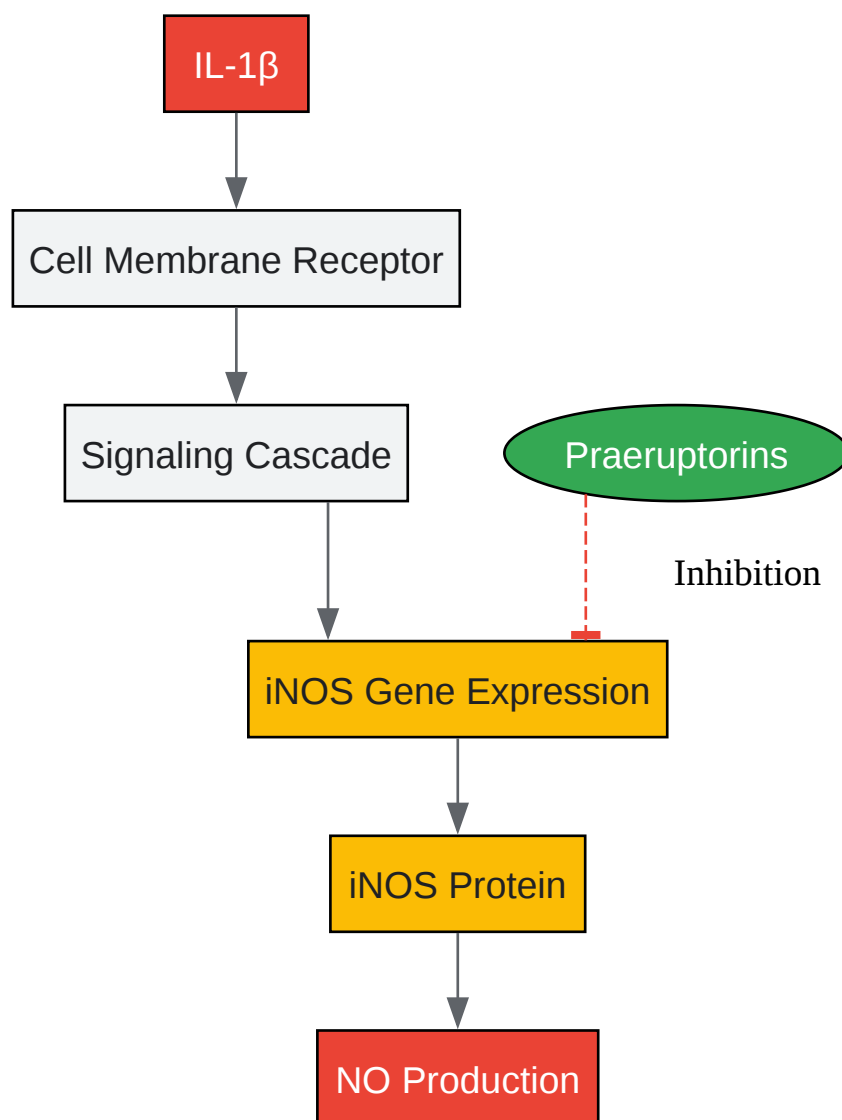 IL-1β
Cell Membrane Receptor
Signaling Cascade
Praeruptorins
Inhibition
iNOS Gene Expression
iNOS Protein
NO Production